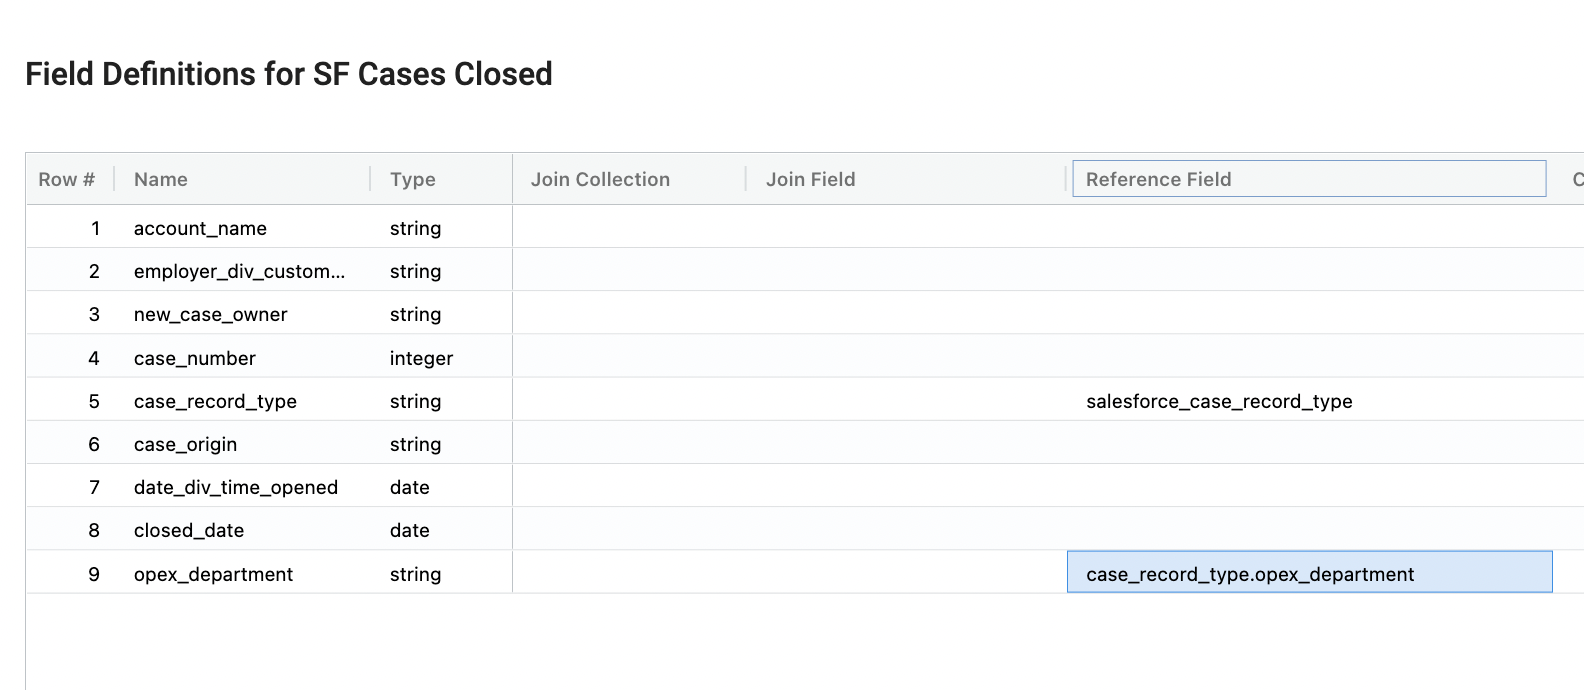 Field Definitions for SF Cases Closed
Row # Name Type Join Collection Join Field Reference Field C
1 account_name string
2 employer_div_custom... string
3 new_case_owner string
4 case_number integer
5 case_record_type string salesforce_case_record_type
6 case_origin string
7 date_div_time_opened date
8 closed_date date
9 opex_department string case_record_type.opex_department